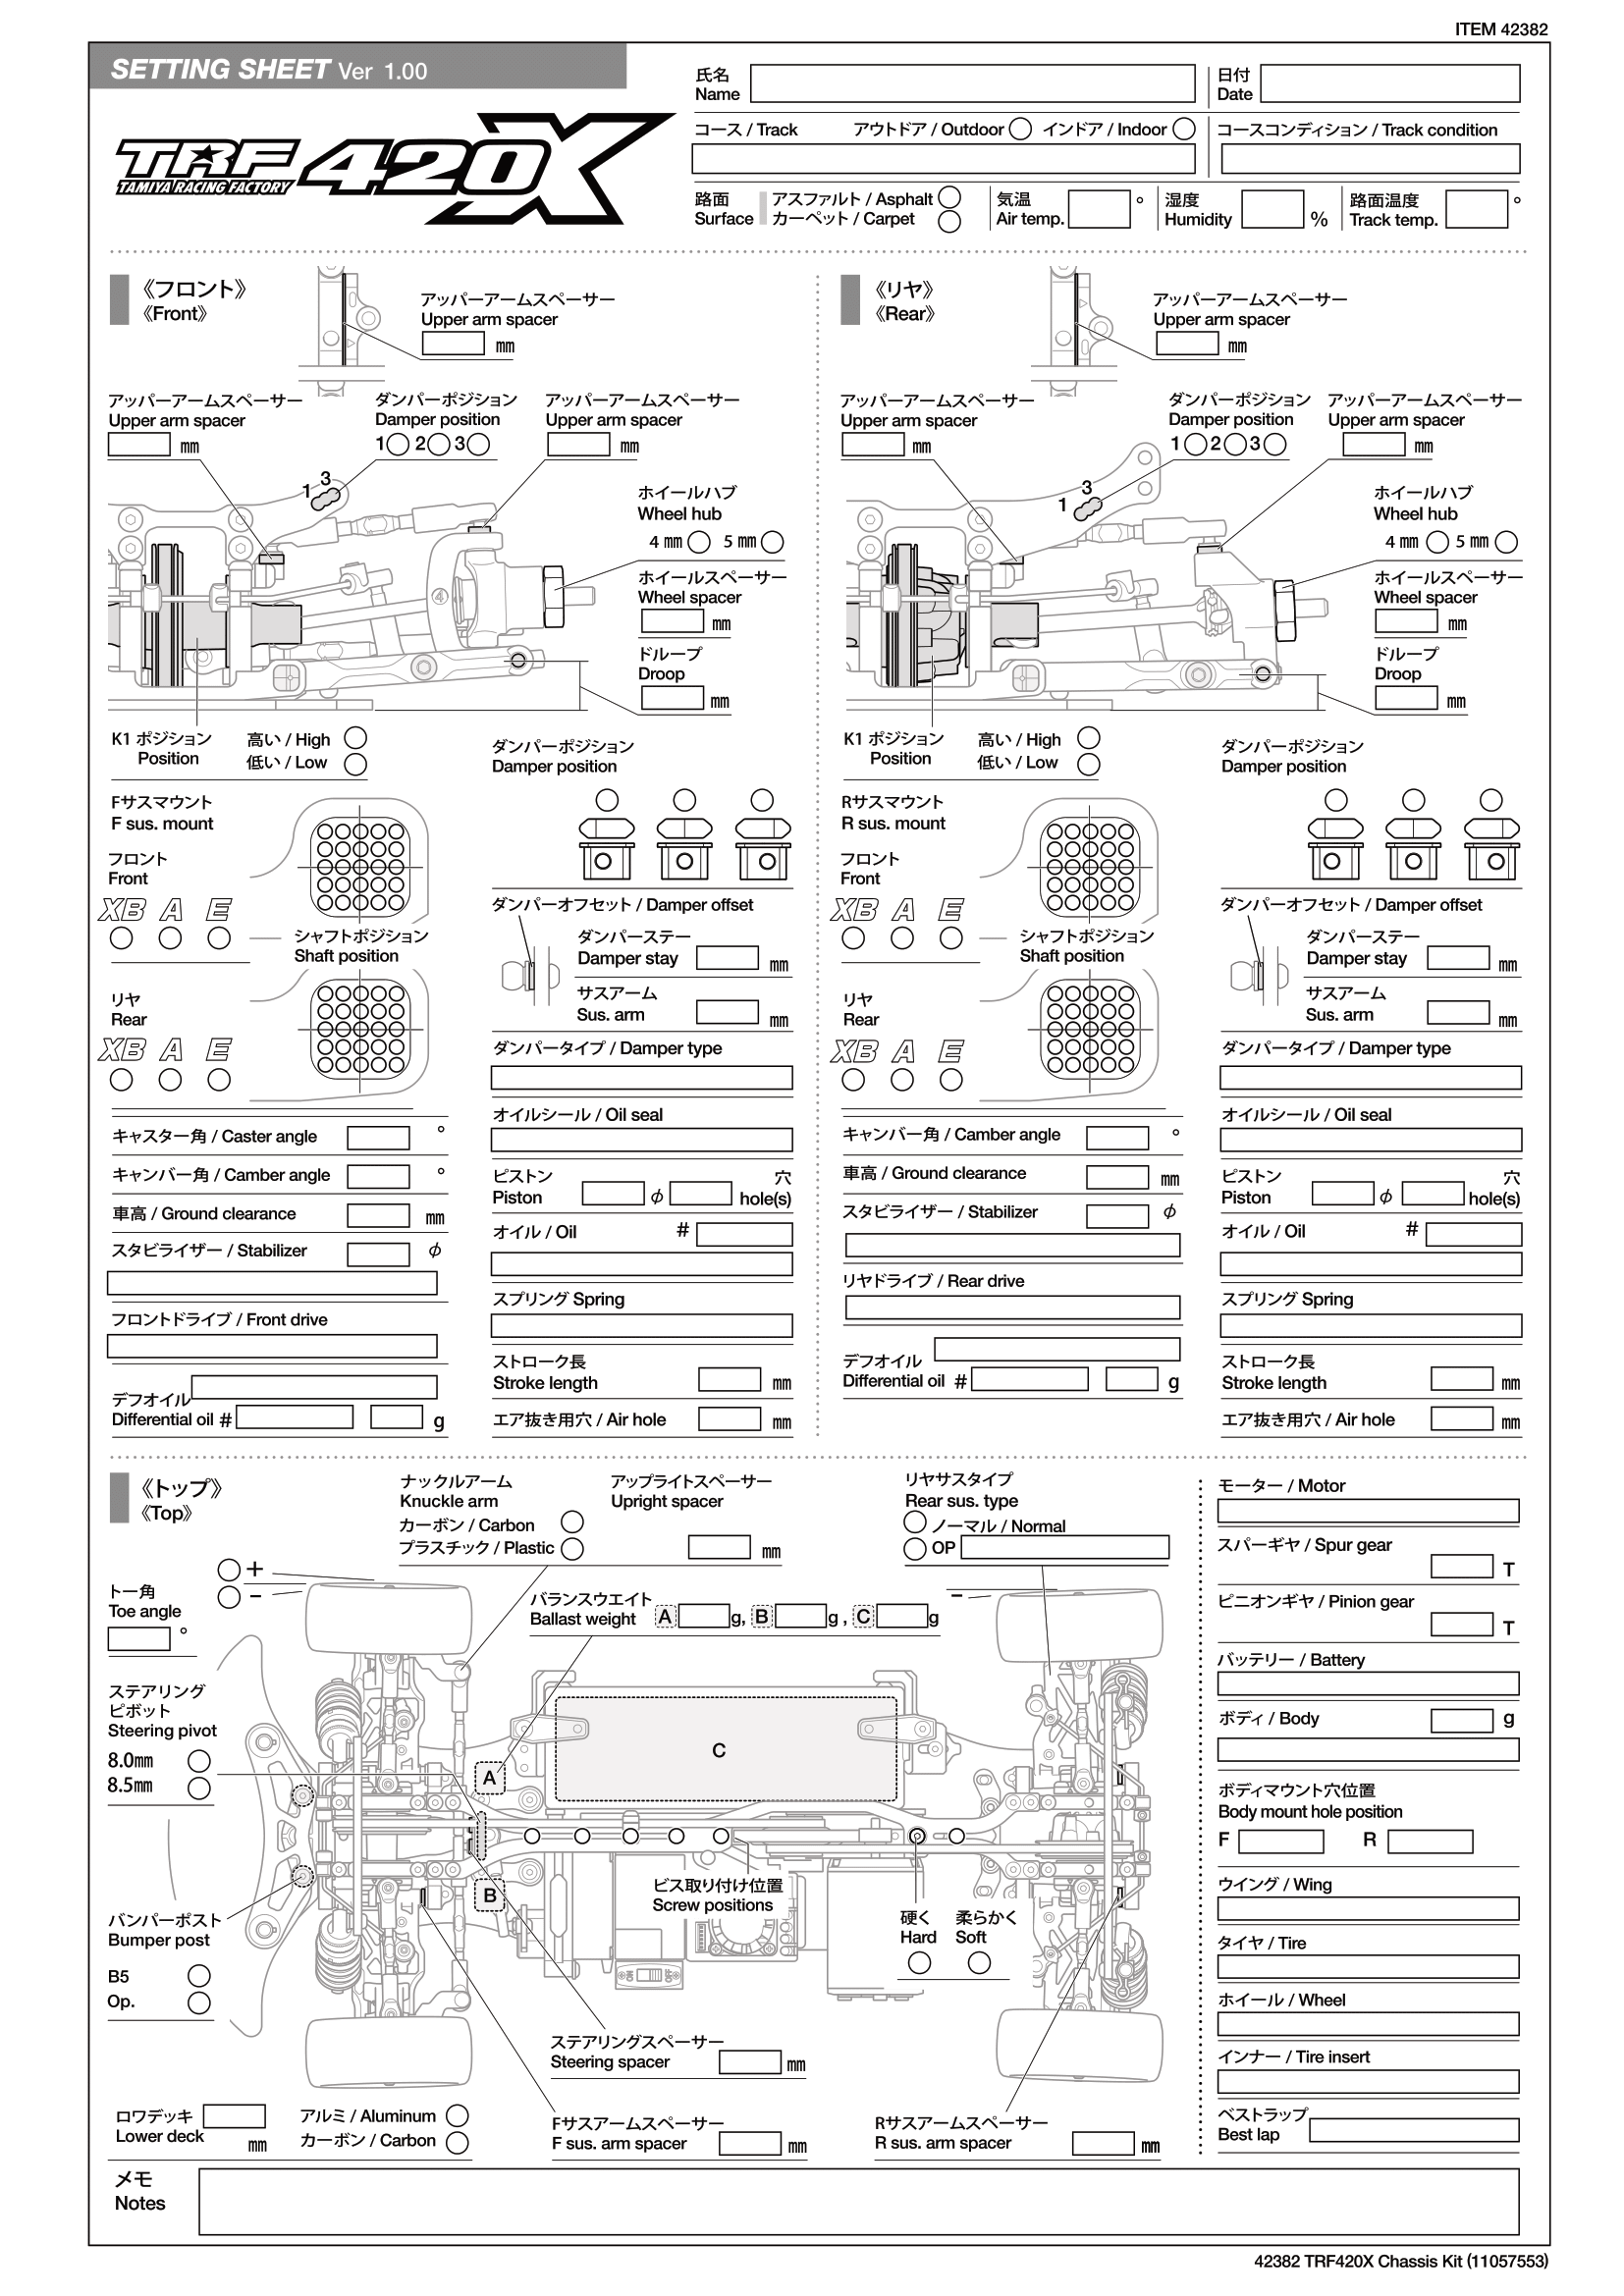 ITEM 42382
SETTING SHEET Ver 1.00
TRF 420X
TAMIYA RACING FACTORY
氏名
Name
日付
Date
コース / Track
アウトドア / Outdoor
インドア / Indoor
コースコンディション / Track condition
路面
Surface
アスファルト / Asphalt
カーペット / Carpet
気温
Air temp. °
湿度
Humidity %
路面温度
Track temp. °
《フロント》
《Front》
アッパーアームスペーサー
Upper arm spacer
mm
アッパーアームスペーサー
Upper arm spacer
mm
ダンパーポジション
Damper position
1 2 3
アッパーアームスペーサー
Upper arm spacer
mm
1 3
ホイールハブ
Wheel hub
4 mm 5 mm
ホイールスペーサー
Wheel spacer
mm
④
ドループ
Droop
mm
K1 ポジション
Position
高い / High
低い / Low
Fサスマウント
F sus. mount
フロント
Front
XB A E
シャフトポジション
Shaft position
リヤ
Rear
XB A E
キャスター角 / Caster angle °
キャンバー角 / Camber angle °
車高 / Ground clearance mm
スタビライザー / Stabilizer φ
フロントドライブ / Front drive
デフオイル
Differential oil # g
ダンパーポジション
Damper position
ダンパーオフセット / Damper offset
ダンパーステー
Damper stay mm
サスアーム
Sus. arm mm
ダンパータイプ / Damper type
オイルシール / Oil seal
ピストン 穴
Piston φ hole(s)
オイル / Oil #
スプリング Spring
ストローク長
Stroke length mm
エア抜き用穴 / Air hole mm
《リヤ》
《Rear》
アッパーアームスペーサー
Upper arm spacer
mm
アッパーアームスペーサー
Upper arm spacer
mm
ダンパーポジション
Damper position
1 2 3
アッパーアームスペーサー
Upper arm spacer
mm
1 3
ホイールハブ
Wheel hub
4 mm 5 mm
ホイールスペーサー
Wheel spacer
mm
ドループ
Droop
mm
K1 ポジション
Position
高い / High
低い / Low
Rサスマウント
R sus. mount
フロント
Front
XB A E
シャフトポジション
Shaft position
リヤ
Rear
XB A E
キャンバー角 / Camber angle °
車高 / Ground clearance mm
スタビライザー / Stabilizer φ
リヤドライブ / Rear drive
デフオイル
Differential oil # g
ダンパーポジション
Damper position
ダンパーオフセット / Damper offset
ダンパーステー
Damper stay mm
サスアーム
Sus. arm mm
ダンパータイプ / Damper type
オイルシール / Oil seal
ピストン 穴
Piston φ hole(s)
オイル / Oil #
スプリング Spring
ストローク長
Stroke length mm
エア抜き用穴 / Air hole mm
《トップ》
《Top》
ナックルアーム
Knuckle arm
カーボン / Carbon
プラスチック / Plastic
アップライトスペーサー
Upright spacer
mm
リヤサスタイプ
Rear sus. type
ノーマル / Normal
OP
+
−
トー角
Toe angle
°
バランスウエイト
Ballast weight A g, B g , C g
−
ステアリング
ピボット
Steering pivot
8.0mm
8.5mm
A
C
B
ビス取り付け位置
Screw positions
硬く
Hard
柔らかく
Soft
バンパーポスト
Bumper post
B5
Op.
ON OFF
ステアリングスペーサー
Steering spacer mm
ロワデッキ
Lower deck
mm
アルミ / Aluminum
カーボン / Carbon
Fサスアームスペーサー
F sus. arm spacer mm
Rサスアームスペーサー
R sus. arm spacer mm
モーター / Motor
スパーギヤ / Spur gear
T
ピニオンギヤ / Pinion gear
T
バッテリー / Battery
ボディ / Body g
ボディマウント穴位置
Body mount hole position
F R
ウイング / Wing
タイヤ / Tire
ホイール / Wheel
インナー / Tire insert
ベストラップ
Best lap
メモ
Notes
42382 TRF420X Chassis Kit (11057553)